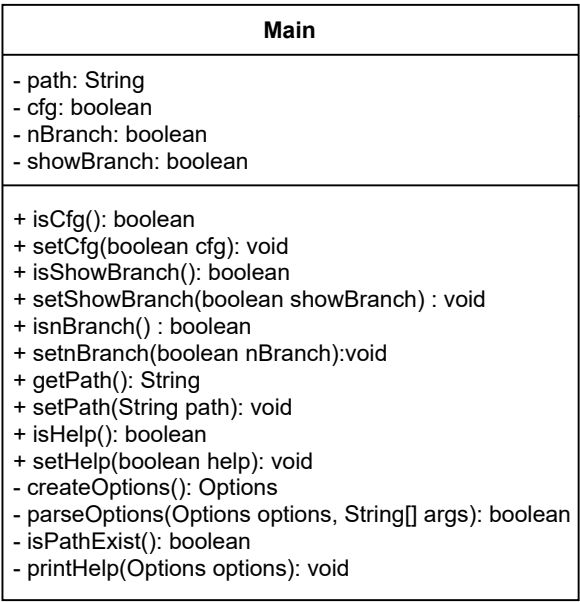 Main
- path: String
- cfg: boolean
- nBranch: boolean
- showBranch: boolean
+ isCfg(): boolean
+ setCfg(boolean cfg): void
+ isShowBranch(): boolean
+ setShowBranch(boolean showBranch) : void
+ isnBranch() : boolean
+ setnBranch(boolean nBranch):void
+ getPath(): String
+ setPath(String path): void
+ isHelp(): boolean
+ setHelp(boolean help): void
- createOptions(): Options
- parseOptions(Options options, String[] args): boolean
- isPathExist(): boolean
- printHelp(Options options): void